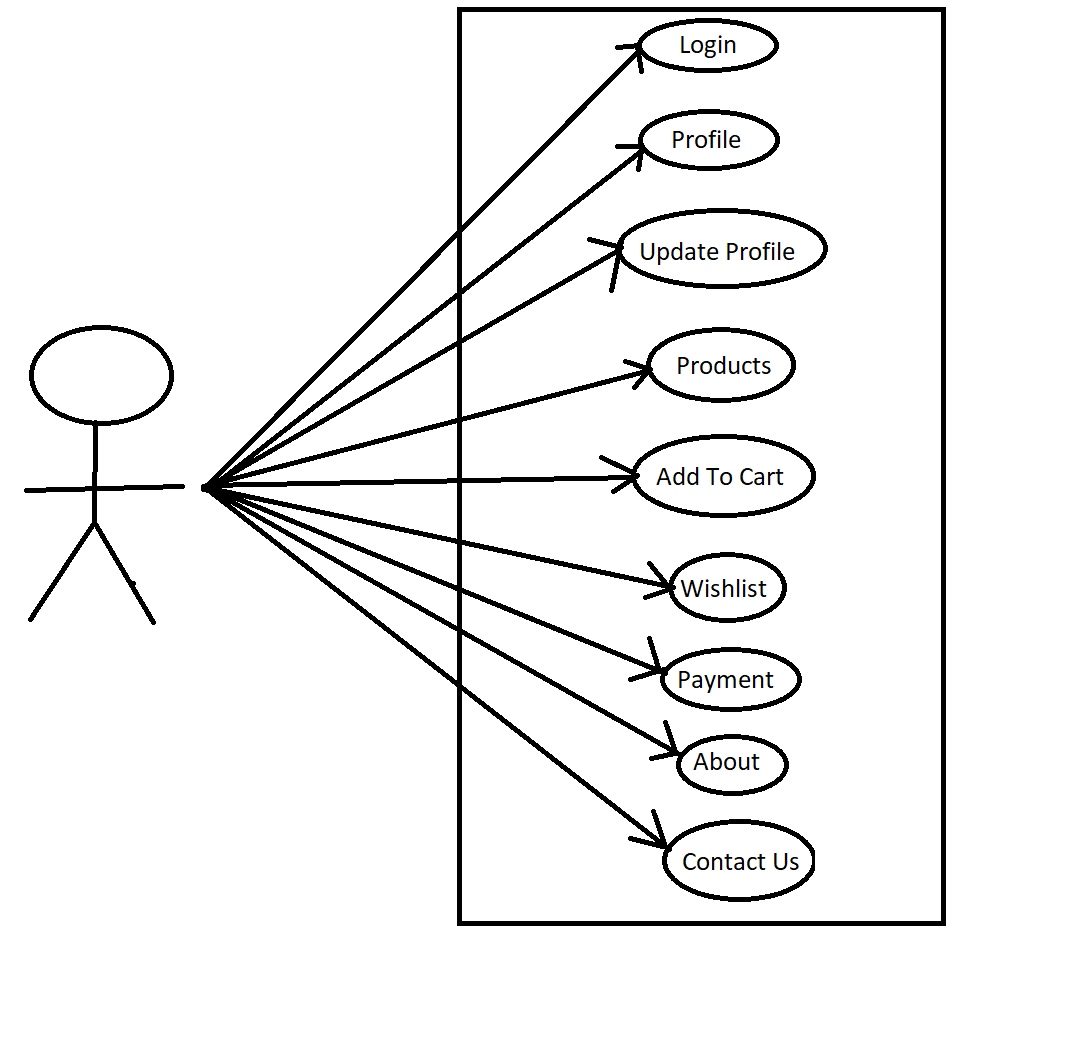 Login
Profile
Update Profile
Products
Add To Cart
Wishlist
Payment
About
Contact Us